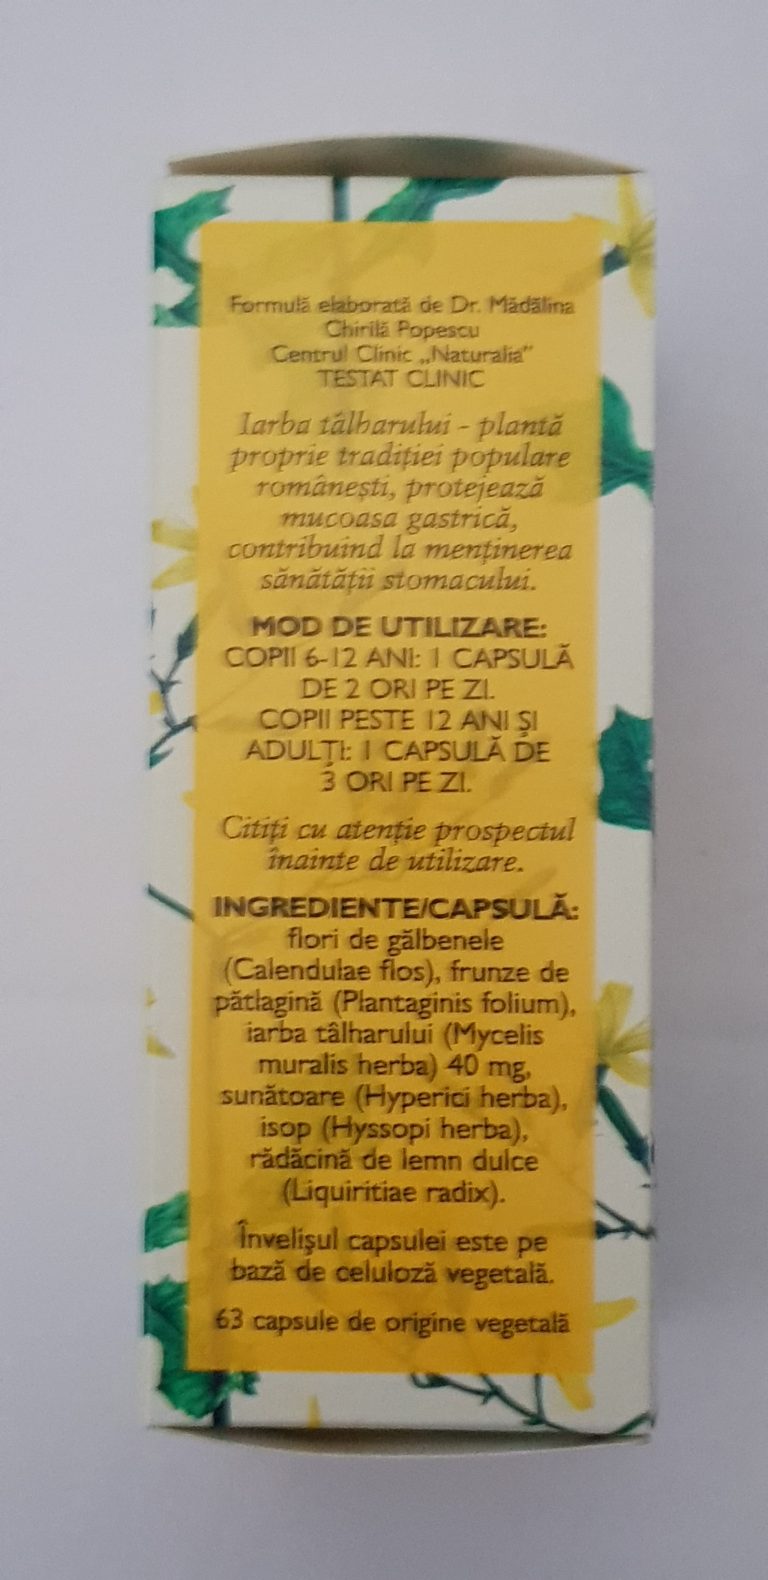 Formulă elaborată de Dr. Mădălina
Chirilă Popescu
Centrul Clinic „Naturalia”
TESTAT CLINIC
Iarba tâlharului - plantă
proprie tradiției populare
românești, protejează
mucoasa gastrică,
contribuind la menținerea
sănătății stomacului.
MOD DE UTILIZARE:
COPII 6-12 ANI: 1 CAPSULĂ
DE 2 ORI PE ZI.
COPII PESTE 12 ANI ȘI
ADULȚI: 1 CAPSULĂ DE
3 ORI PE ZI.
Citiți cu atenție prospectul
înainte de utilizare.
INGREDIENTE/CAPSULĂ:
flori de gălbenele
(Calendulae flos), frunze de
pătlagină (Plantaginis folium),
iarba tâlharului (Mycelis
muralis herba) 40 mg,
sunătoare (Hyperici herba),
isop (Hyssopi herba),
rădăcină de lemn dulce
(Liquiritiae radix).
Învelișul capsulei este pe
bază de celuloză vegetală.
63 capsule de origine vegetală